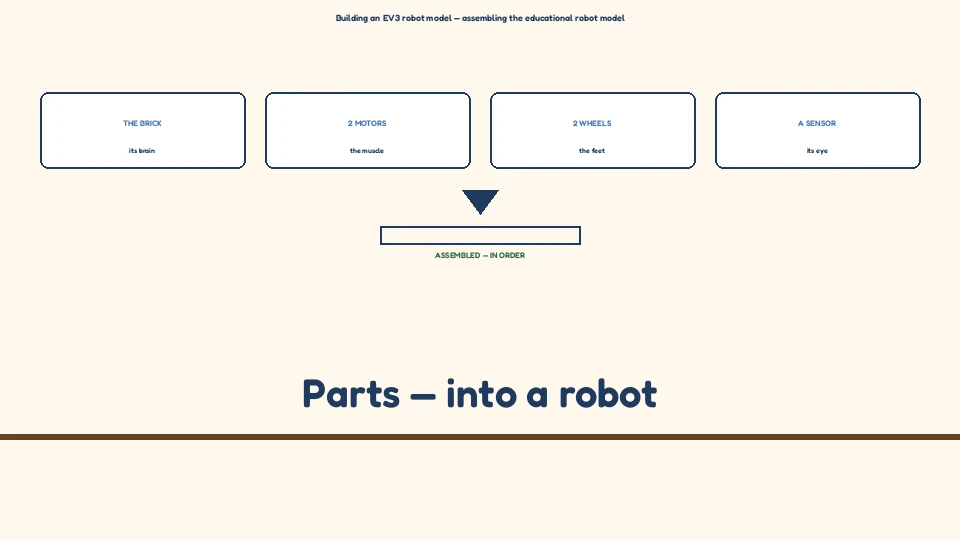 Building an EV3 robot model — assembling the educational robot model
THE BRICK
its brain
2 MOTORS
the muscle
2 WHEELS
the feet
A SENSOR
its eye
ASSEMBLED — IN ORDER
Parts — into a robot